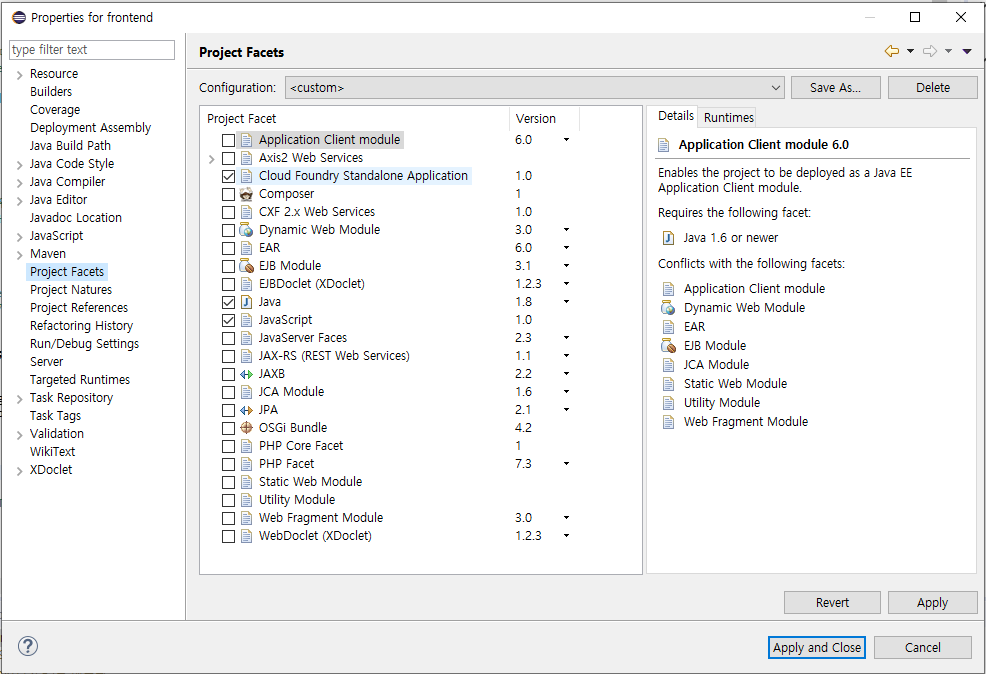 Properties for frontend
type filter text
Resource
Builders
Coverage
Deployment Assembly
Java Build Path
Java Code Style
Java Compiler
Java Editor
Javadoc Location
JavaScript
Maven
Project Facets
Project Natures
Project References
Refactoring History
Run/Debug Settings
Server
Targeted Runtimes
Task Repository
Task Tags
Validation
WikiText
XDoclet
Project Facets
Configuration: <custom> Save As... Delete
Project Facet Version
Application Client module 6.0
Axis2 Web Services
Cloud Foundry Standalone Application 1.0
Composer 1
CXF 2.x Web Services 1.0
Dynamic Web Module 3.0
EAR 6.0
EJB Module 3.1
EJBDoclet (XDoclet) 1.2.3
Java 1.8
JavaScript 1.0
JavaServer Faces 2.3
JAX-RS (REST Web Services) 1.1
JAXB 2.2
JCA Module 1.6
JPA 2.1
OSGi Bundle 4.2
PHP Core Facet 1
PHP Facet 7.3
Static Web Module
Utility Module
Web Fragment Module 3.0
WebDoclet (XDoclet) 1.2.3
Details Runtimes
Application Client module 6.0
Enables the project to be deployed as a Java EE
Application Client module.
Requires the following facet:
Java 1.6 or newer
Conflicts with the following facets:
Application Client module
Dynamic Web Module
EAR
EJB Module
JCA Module
Static Web Module
Utility Module
Web Fragment Module
Revert Apply
? Apply and Close Cancel